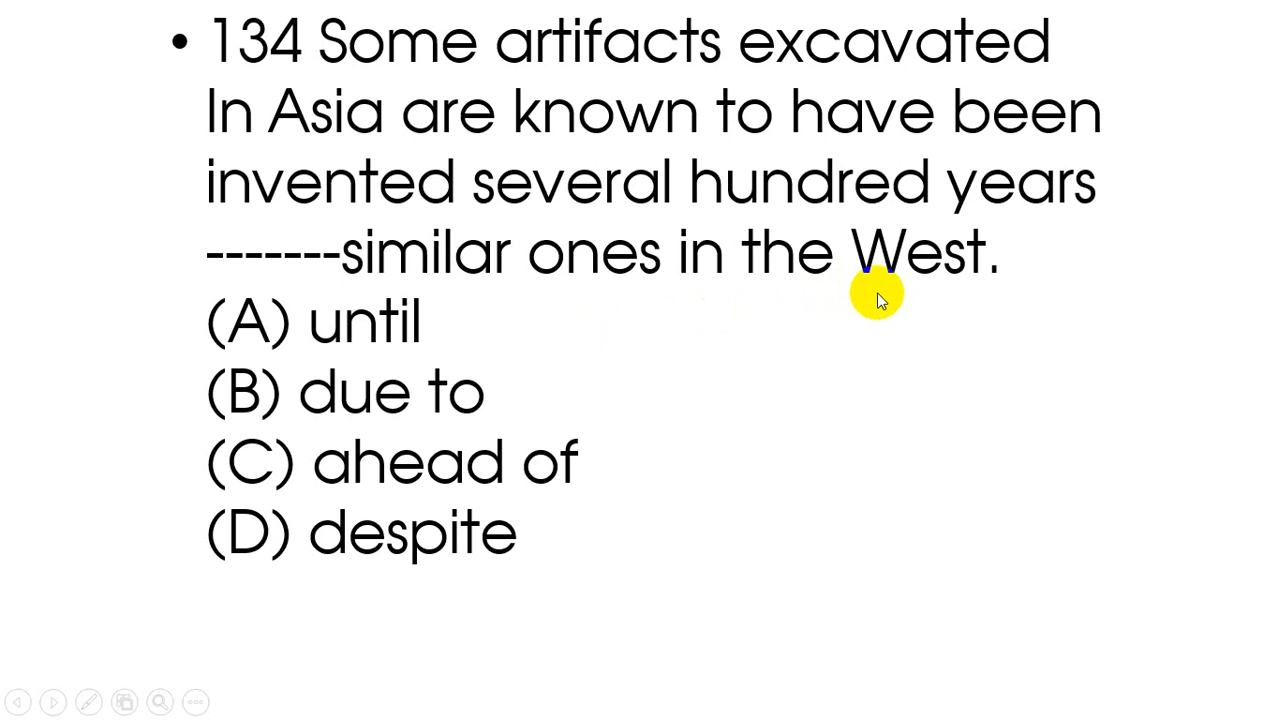 • 134 Some artifacts excavated
In Asia are known to have been
invented several hundred years
-------similar ones in the West.
(A) until
(B) due to
(C) ahead of
(D) despite